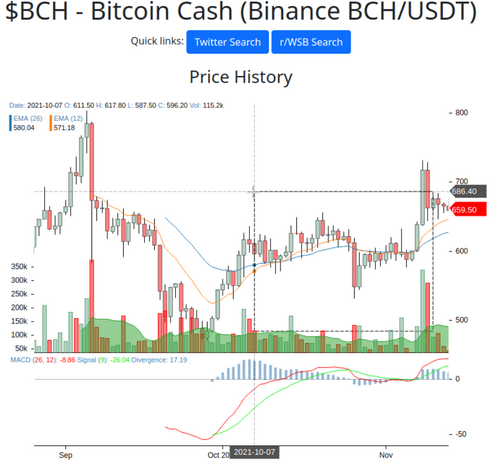 $BCH - Bitcoin Cash (Binance BCH/USDT)
Quick links: Twitter Search r/WSB Search
Price History
Date: 2021-10-07 O: 611.50 H: 617.80 L: 587.50 C: 596.20 Vol: 115.2k
EMA (26) EMA (12)
580.04 571.18
800
700
686.40
659.50
600
500
350k
300k
250k
200k
150k
100k
50k
MACD (26, 12): -8.86 Signal (9): -26.04 Divergence: 17.19
0
-50
Sep Oct 20 2021-10-07 Nov